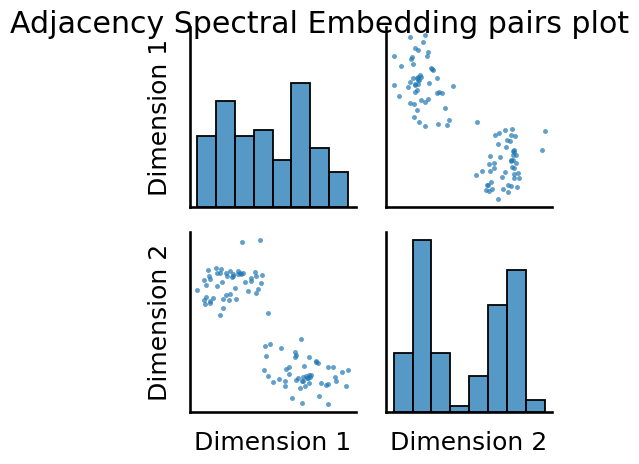 Adjacency Spectral Embedding pairs plot
Dimension 1
Dimension 2
Dimension 1
Dimension 2